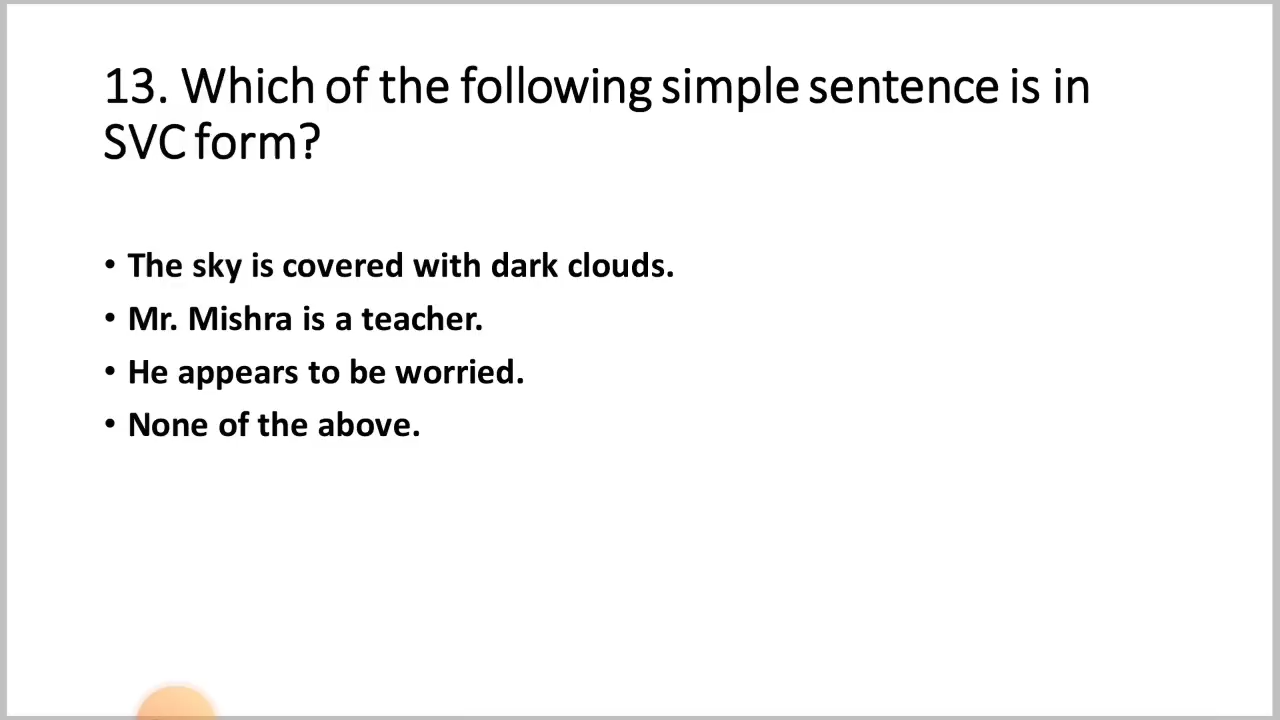 13. Which of the following simple sentence is in
SVC form?
• The sky is covered with dark clouds.
• Mr. Mishra is a teacher.
• He appears to be worried.
• None of the above.